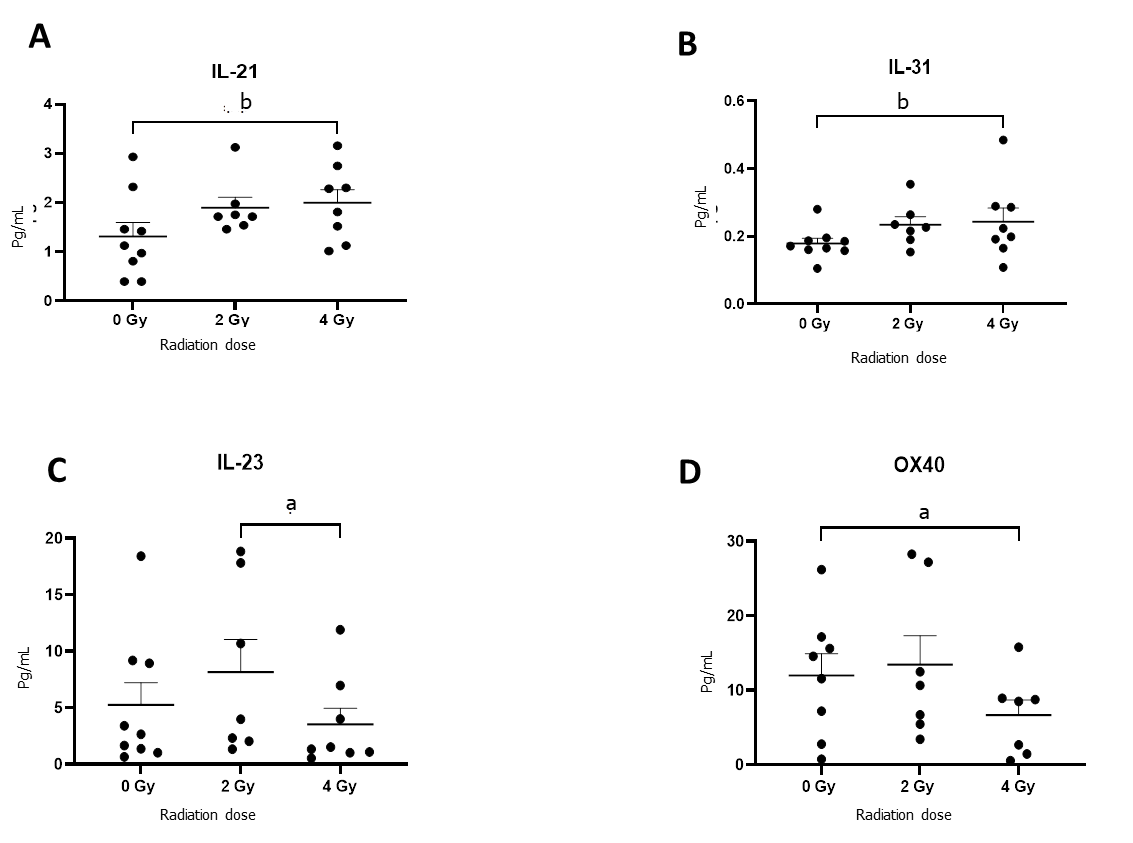 A
IL-21
b
4
3
2
1
0
Pg/mL
0 Gy
2 Gy
4 Gy
Radiation dose
B
IL-31
b
0.6
0.4
0.2
0.0
Pg/mL
0 Gy
2 Gy
4 Gy
Radiation dose
C
IL-23
a
20
15
10
5
0
Pg/mL
0 Gy
2 Gy
4 Gy
Radiation dose
D
OX40
a
30
20
10
0
Pg/mL
0 Gy
2 Gy
4 Gy
Radiation dose